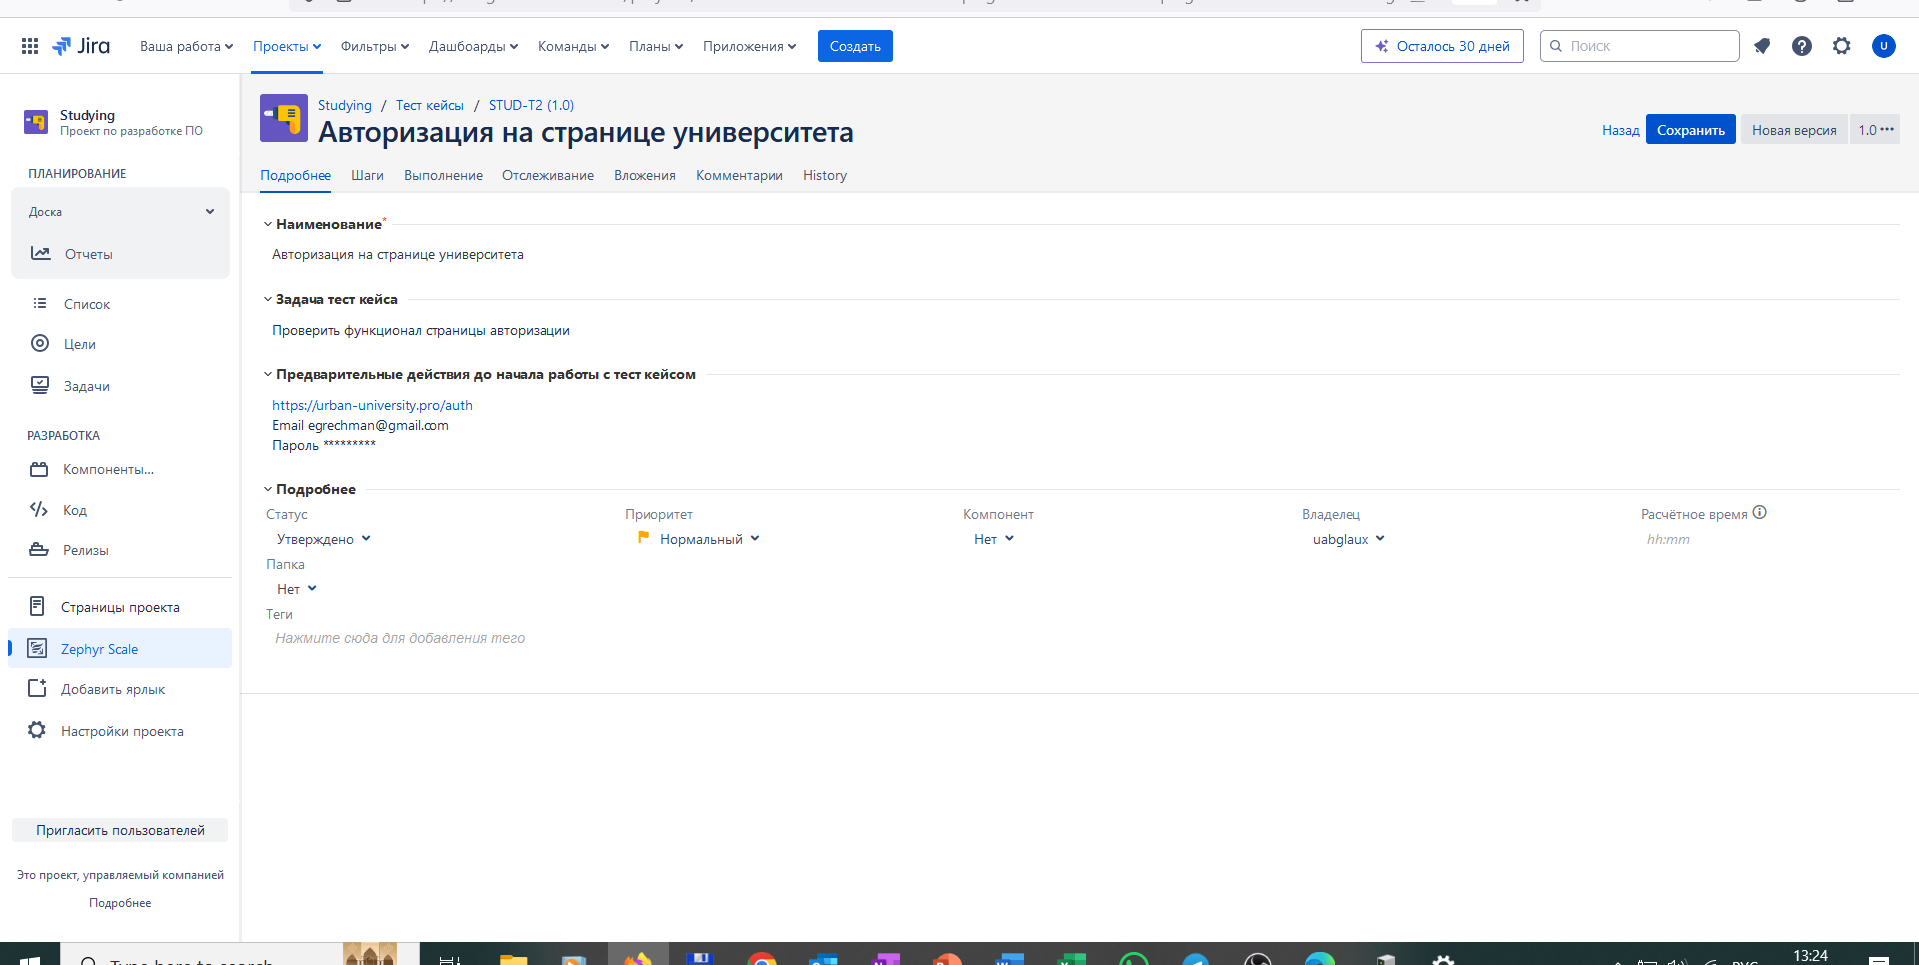 Jira
Ваша работа
Проекты
Фильтры
Дашборды
Команды
Планы
Приложения
Создать
Осталось 30 дней
Поиск
U
Studying
Проект по разработке ПО
ПЛАНИРОВАНИЕ
Доска
Отчеты
Список
Цели
Задачи
РАЗРАБОТКА
Компоненты...
Код
Релизы
Страницы проекта
Zephyr Scale
Добавить ярлык
Настройки проекта
Пригласить пользователей
Это проект, управляемый компанией
Подробнее
Studying / Тест кейсы / STUD-T2 (1.0)
Авторизация на странице университета
Назад
Сохранить
Новая версия
1.0 •••
Подробнее
Шаги
Выполнение
Отслеживание
Вложения
Комментарии
History
Наименование*
Авторизация на странице университета
Задача тест кейса
Проверить функционал страницы авторизации
Предварительные действия до начала работы с тест кейсом
https://urban-university.pro/auth
Email egrechman@gmail.com
Пароль *********
Подробнее
Статус
Приоритет
Компонент
Владелец
Расчётное время
Утверждено
Нормальный
Нет
uabglaux
hh:mm
Папка
Нет
Теги
Нажмите сюда для добавления тего
Type here to search
РУС
13:24